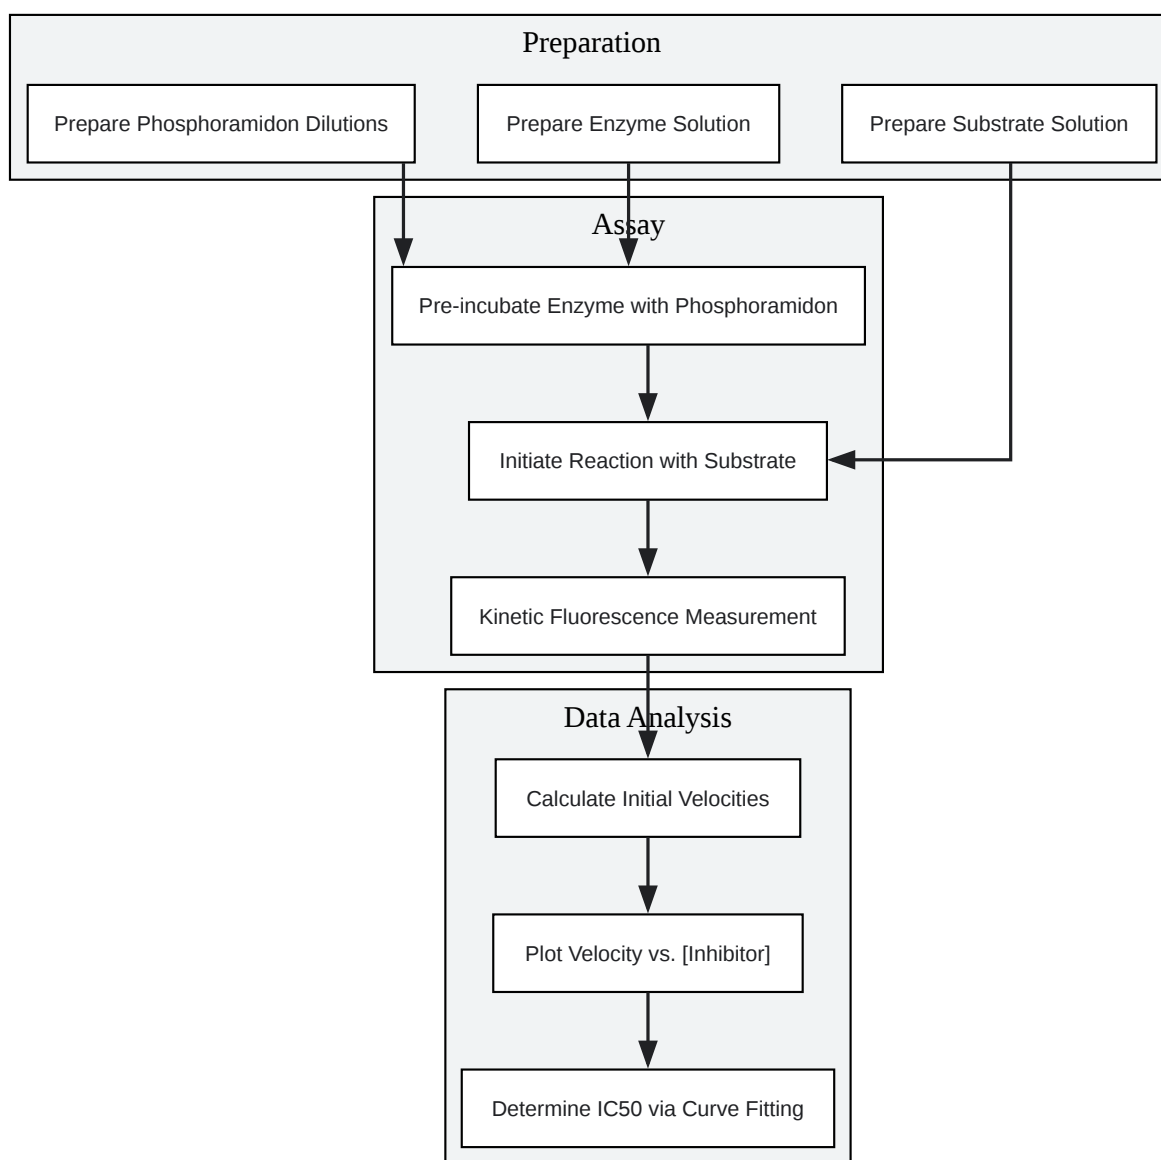 Preparation
Prepare Phosphoramidon Dilutions
Prepare Enzyme Solution
Prepare Substrate Solution
Assay
Pre-incubate Enzyme with Phosphoramidon
Initiate Reaction with Substrate
Kinetic Fluorescence Measurement
Data Analysis
Calculate Initial Velocities
Plot Velocity vs. [Inhibitor]
Determine IC50 via Curve Fitting